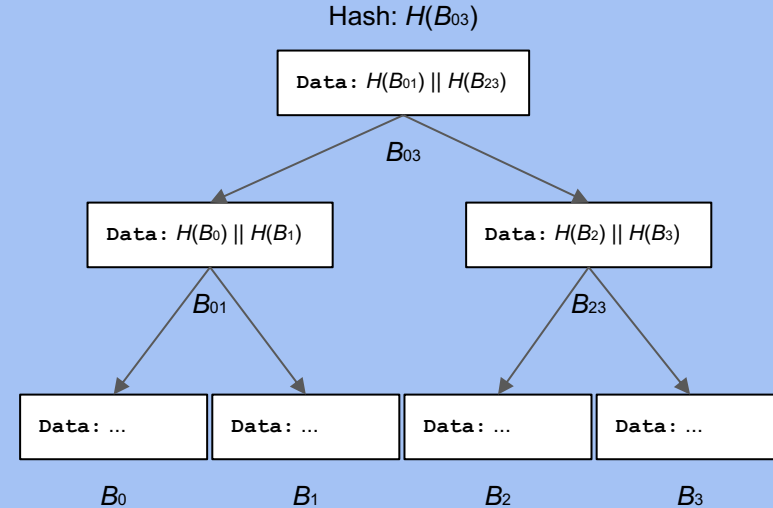 Hash: H(B03)
Data: H(B01) || H(B23)
B03
Data: H(B0) || H(B1)
Data: H(B2) || H(B3)
B01
B23
Data: ...
Data: ...
Data: ...
Data: ...
B0
B1
B2
B3